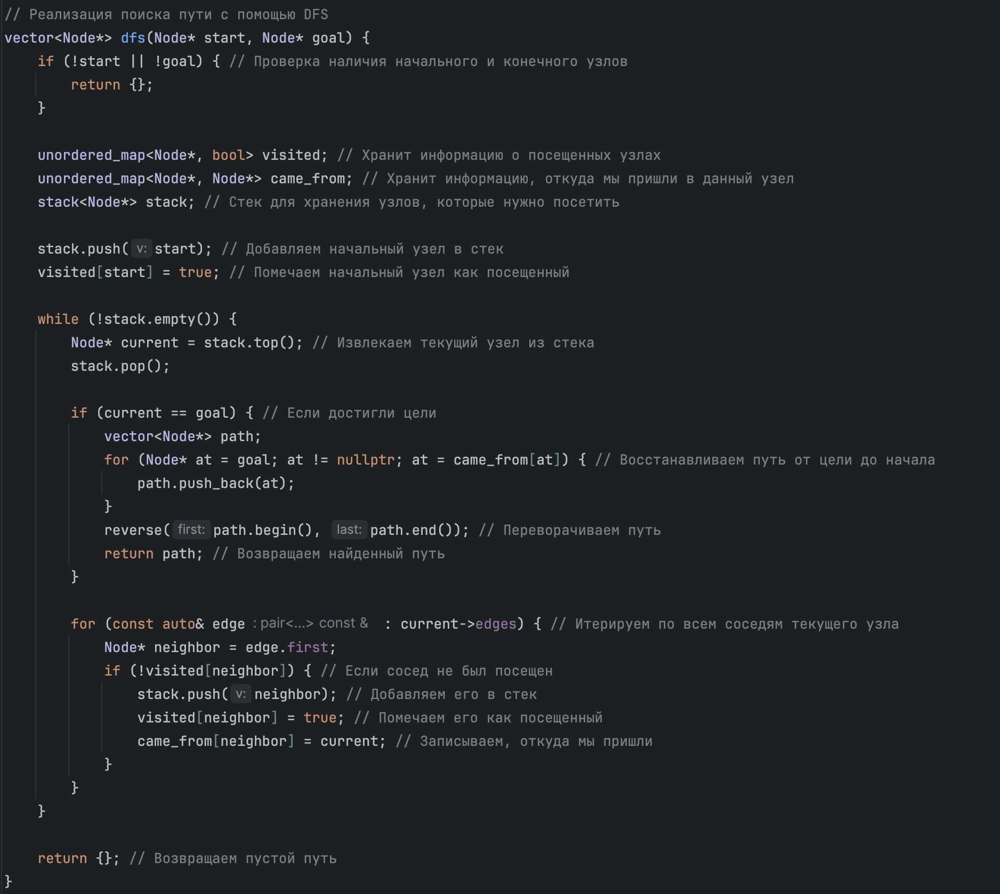 // Реализация поиска пути с помощью DFS
vector<Node*> dfs(Node* start, Node* goal) {
    if (!start || !goal) { // Проверка наличия начального и конечного узлов
        return {};
    }

    unordered_map<Node*, bool> visited; // Хранит информацию о посещенных узлах
    unordered_map<Node*, Node*> came_from; // Хранит информацию, откуда мы пришли в данный узел
    stack<Node*> stack; // Стек для хранения узлов, которые нужно посетить

    stack.push( v: start); // Добавляем начальный узел в стек
    visited[start] = true; // Помечаем начальный узел как посещенный

    while (!stack.empty()) {
        Node* current = stack.top(); // Извлекаем текущий узел из стека
        stack.pop();

        if (current == goal) { // Если достигли цели
            vector<Node*> path;
            for (Node* at = goal; at != nullptr; at = came_from[at]) { // Восстанавливаем путь от цели до начала
                path.push_back(at);
            }
            reverse( first: path.begin(), last: path.end()); // Переворачиваем путь
            return path; // Возвращаем найденный путь
        }

        for (const auto& edge : pair<...> const & : current->edges) { // Итерируем по всем соседям текущего узла
            Node* neighbor = edge.first;
            if (!visited[neighbor]) { // Если сосед не был посещен
                stack.push( v: neighbor); // Добавляем его в стек
                visited[neighbor] = true; // Помечаем его как посещенный
                came_from[neighbor] = current; // Записываем, откуда мы пришли
            }
        }
    }

    return {}; // Возвращаем пустой путь
}